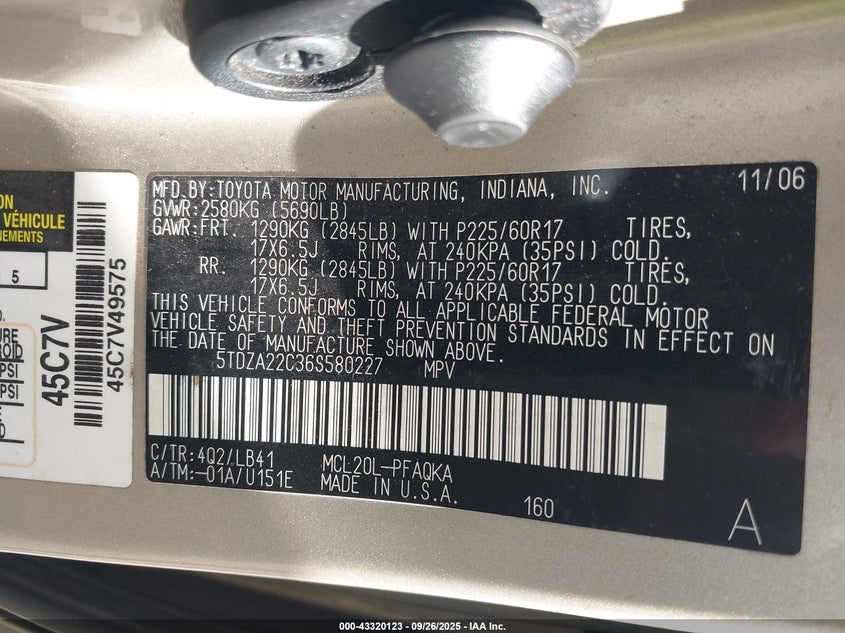 MFD.BY:TOYOTA MOTOR MANUFACTURING, INDIANA, INC. 11/06
GVWR:2580KG (5690LB)
GAWR:FRT. 1290KG (2845LB) WITH P225/60R17 TIRES,
17X6.5J RIMS, AT 240KPA (35PSI) COLD.
RR. 1290KG (2845LB) WITH P225/60R17 TIRES,
17X6.5J RIMS, AT 240KPA (35PSI) COLD.
THIS VEHICLE CONFORMS TO ALL APPLICABLE FEDERAL MOTOR
VEHICLE SAFETY AND THEFT PREVENTION STANDARDS IN EFFECT ON
THE DATE OF MANUFACTURE SHOWN ABOVE.
5TDZA22C36S580227 MPV
C/TR:4Q2/LB41 MCL20L-PFAQKA
A/TM:-01A/U151E MADE IN U.S.A.
160
A
VÉHICULE
5
PSI
PSI
45C7V
45C7V49575
000-43320123 - 09/26/2025 - IAA Inc.